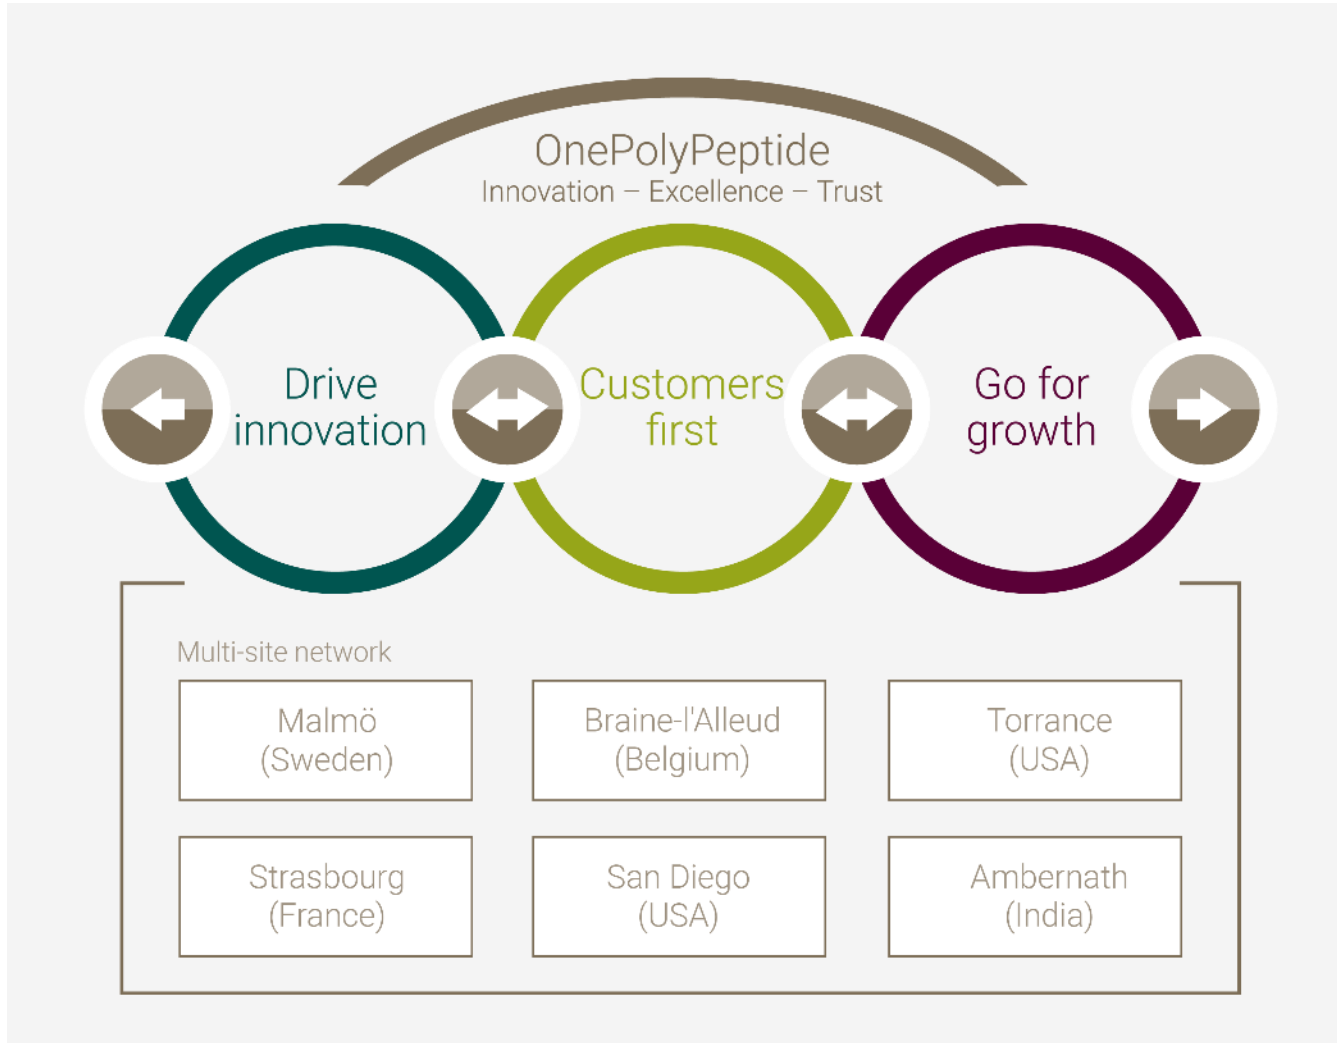 OnePolyPeptide
Innovation – Excellence – Trust
Drive
innovation
Customers
first
Go for
growth
Multi-site network
Malmö
(Sweden)
Braine-l'Alleud
(Belgium)
Torrance
(USA)
Strasbourg
(France)
San Diego
(USA)
Ambernath
(India)